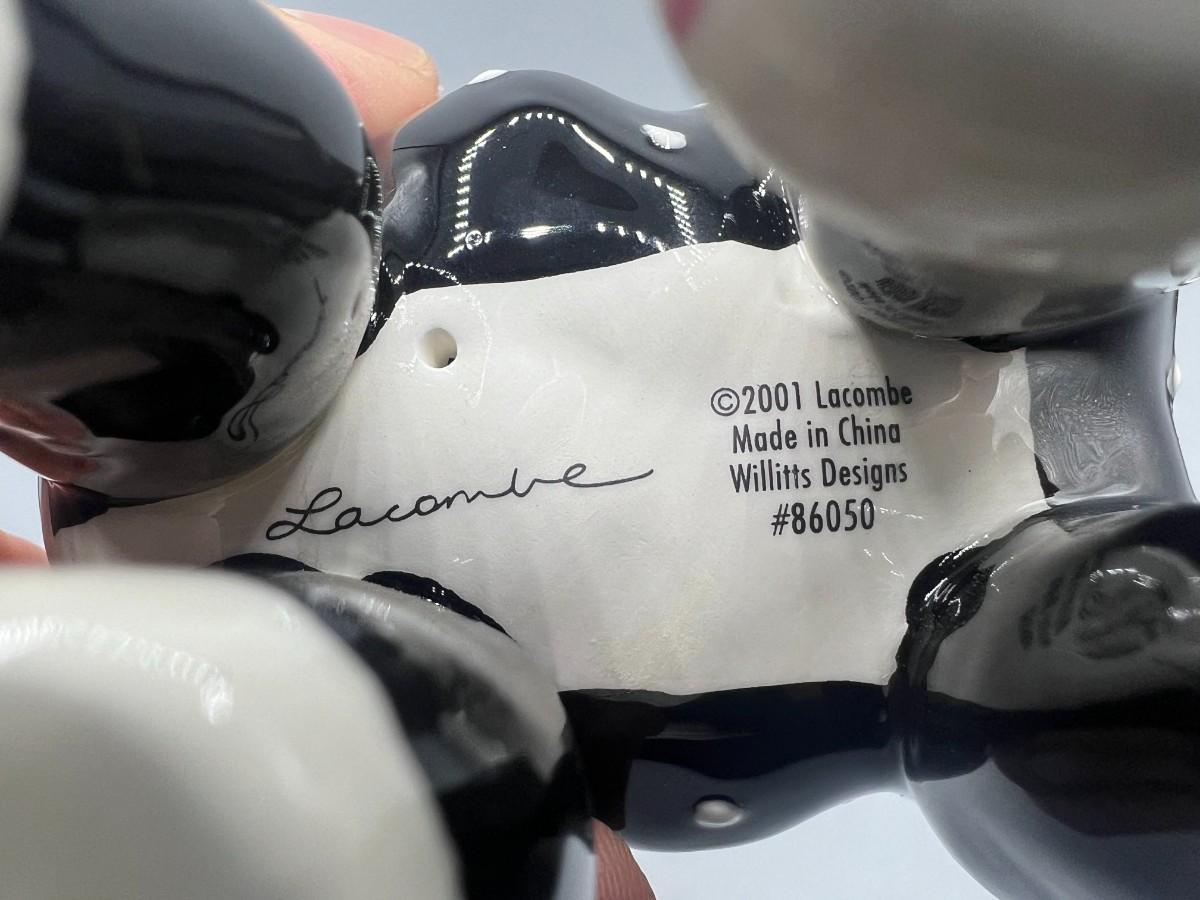 Lacombe
©2001 Lacombe
Made in China
Willitts Designs
#86050